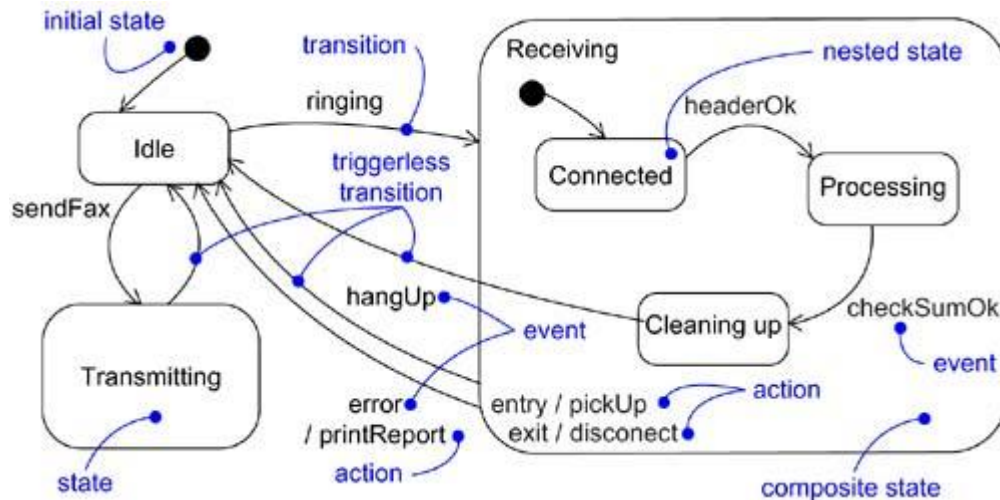 initial state
transition
Receiving
nested state
ringing
headerOk
Idle
triggerless
transition
Connected
Processing
sendFax
hangUp
Cleaning up
checkSumOk
event
event
Transmitting
action
error
entry / pickUp
/ printReport
exit / disconect
state
action
composite state